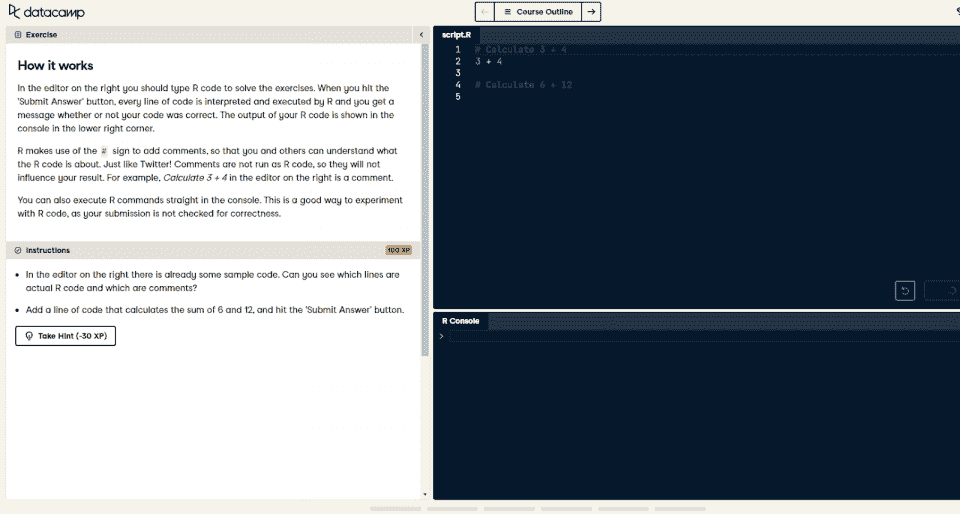 datacamp
← ≡ Course Outline →
Exercise
How it works
In the editor on the right you should type R code to solve the exercises. When you hit the
'Submit Answer' button, every line of code is interpreted and executed by R and you get a
message whether or not your code was correct. The output of your R code is shown in the
console in the lower right corner.
R makes use of the # sign to add comments, so that you and others can understand what
the R code is about. Just like Twitter! Comments are not run as R code, so they will not
influence your result. For example, Calculate 3 + 4 in the editor on the right is a comment.
You can also execute R commands straight in the console. This is a good way to experiment
with R code, as your submission is not checked for correctness.
Instructions
100 XP
• In the editor on the right there is already some sample code. Can you see which lines are
actual R code and which are comments?
• Add a line of code that calculates the sum of 6 and 12, and hit the 'Submit Answer' button.
Take Hint (-30 XP)
script.R
1 # Calculate 3 + 4
2 3 + 4
3
4 # Calculate 6 + 12
5
R Console
>